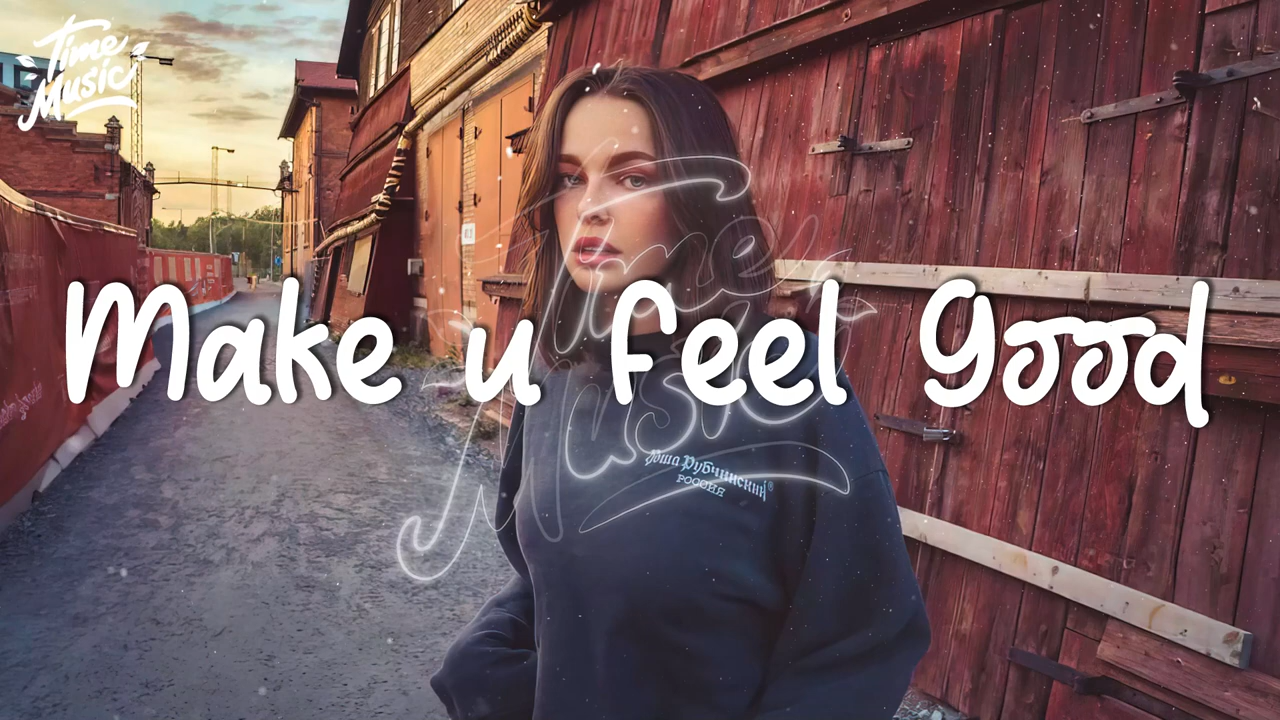 Time
Music
Time
Music
Make u feel good
Гоша Рубчинский®
РОССИЯ